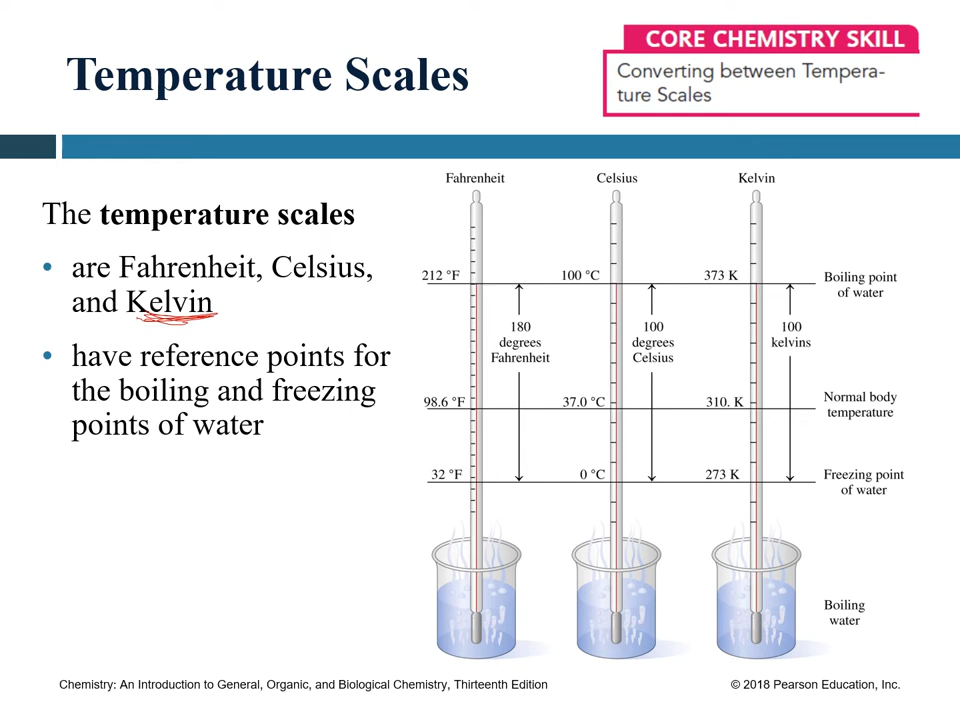 Temperature Scales
CORE CHEMISTRY SKILL
Converting between Tempera-
ture Scales
The temperature scales
• are Fahrenheit, Celsius,
and Kelvin
• have reference points for
the boiling and freezing
points of water
Fahrenheit Celsius Kelvin
212 °F 100 °C 373 K Boiling point
of water
180
degrees
Fahrenheit
100
degrees
Celsius
100
kelvins
98.6 °F 37.0 °C 310. K Normal body
temperature
32 °F 0 °C 273 K Freezing point
of water
Boiling
water
Chemistry: An Introduction to General, Organic, and Biological Chemistry, Thirteenth Edition
© 2018 Pearson Education, Inc.